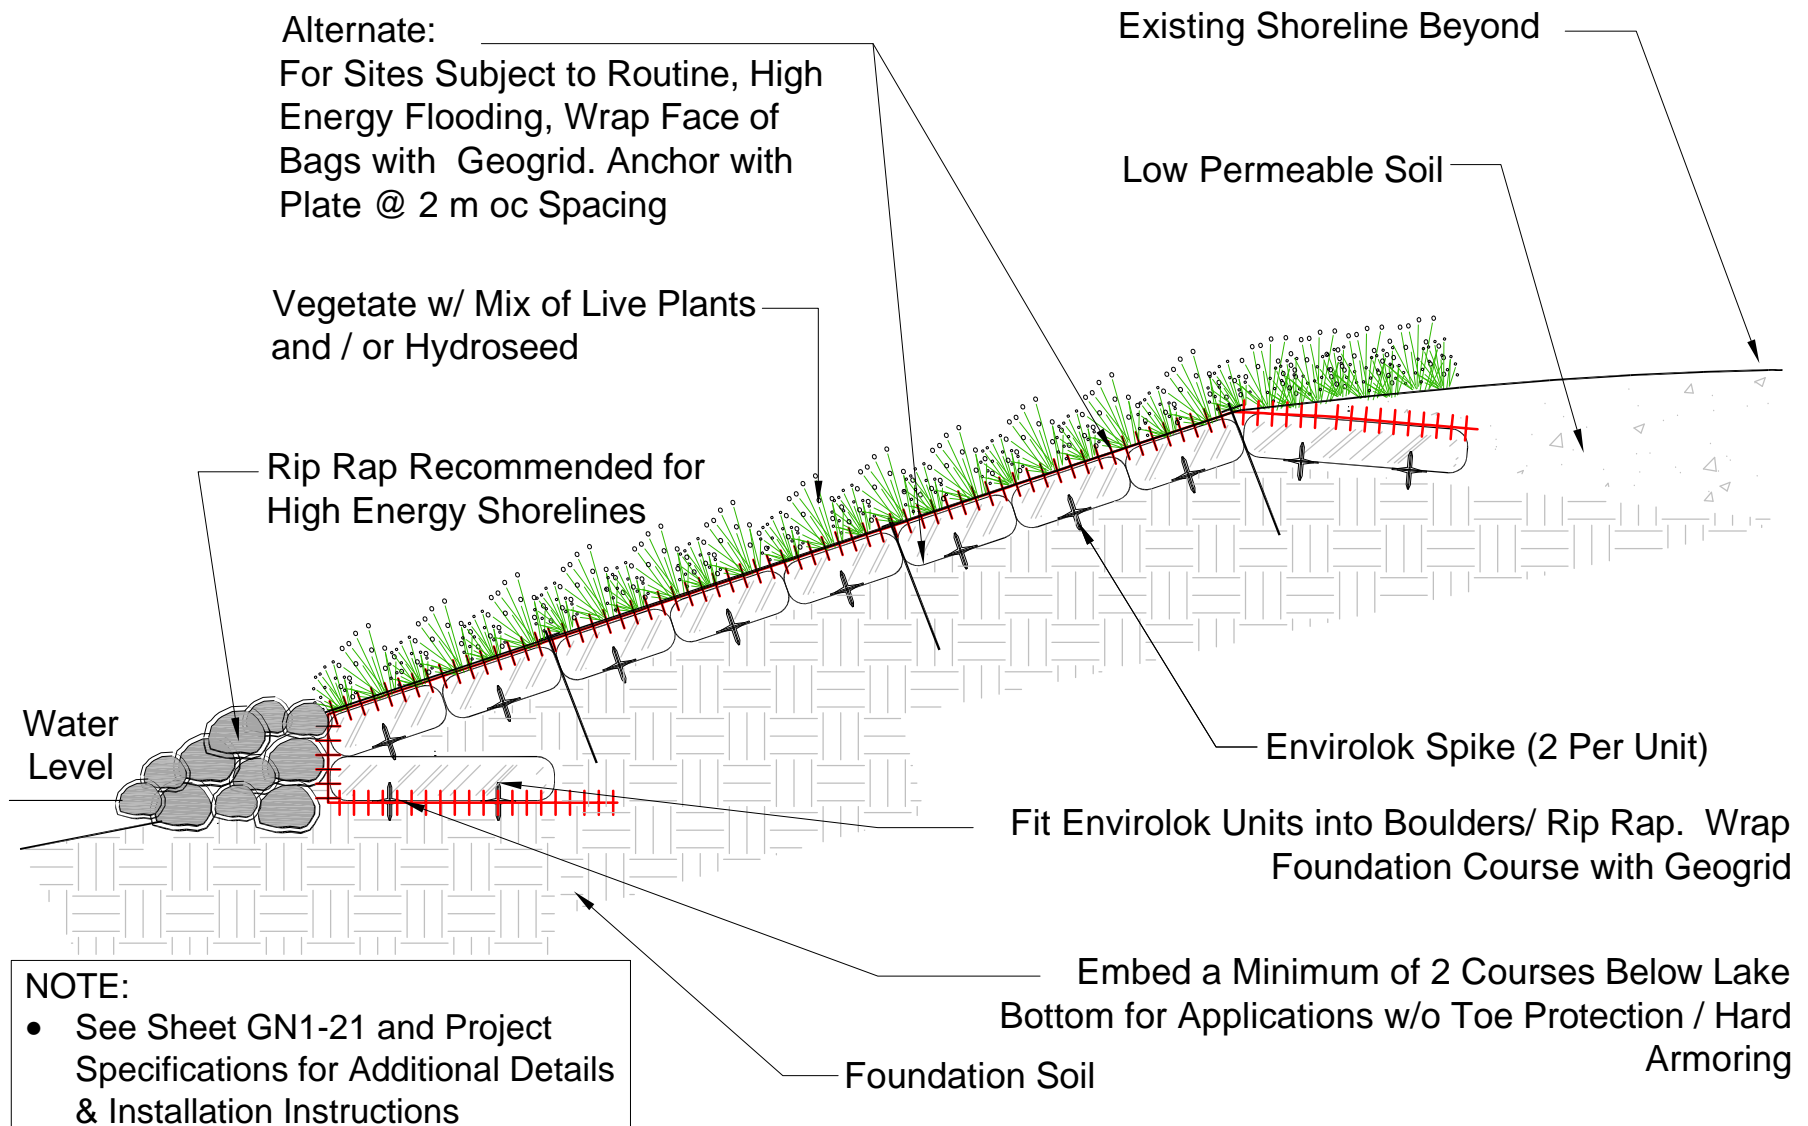 Alternate:
For Sites Subject to Routine, High
Energy Flooding, Wrap Face of
Bags with Geogrid. Anchor with
Plate @ 2 m oc Spacing
Existing Shoreline Beyond
Low Permeable Soil
Vegetate w/ Mix of Live Plants
and / or Hydroseed
Rip Rap Recommended for
High Energy Shorelines
Water
Level
Envirolok Spike (2 Per Unit)
Fit Envirolok Units into Boulders/ Rip Rap. Wrap
Foundation Course with Geogrid
Embed a Minimum of 2 Courses Below Lake
Bottom for Applications w/o Toe Protection / Hard
Armoring
Foundation Soil
NOTE:
• See Sheet GN1-21 and Project
Specifications for Additional Details
& Installation Instructions